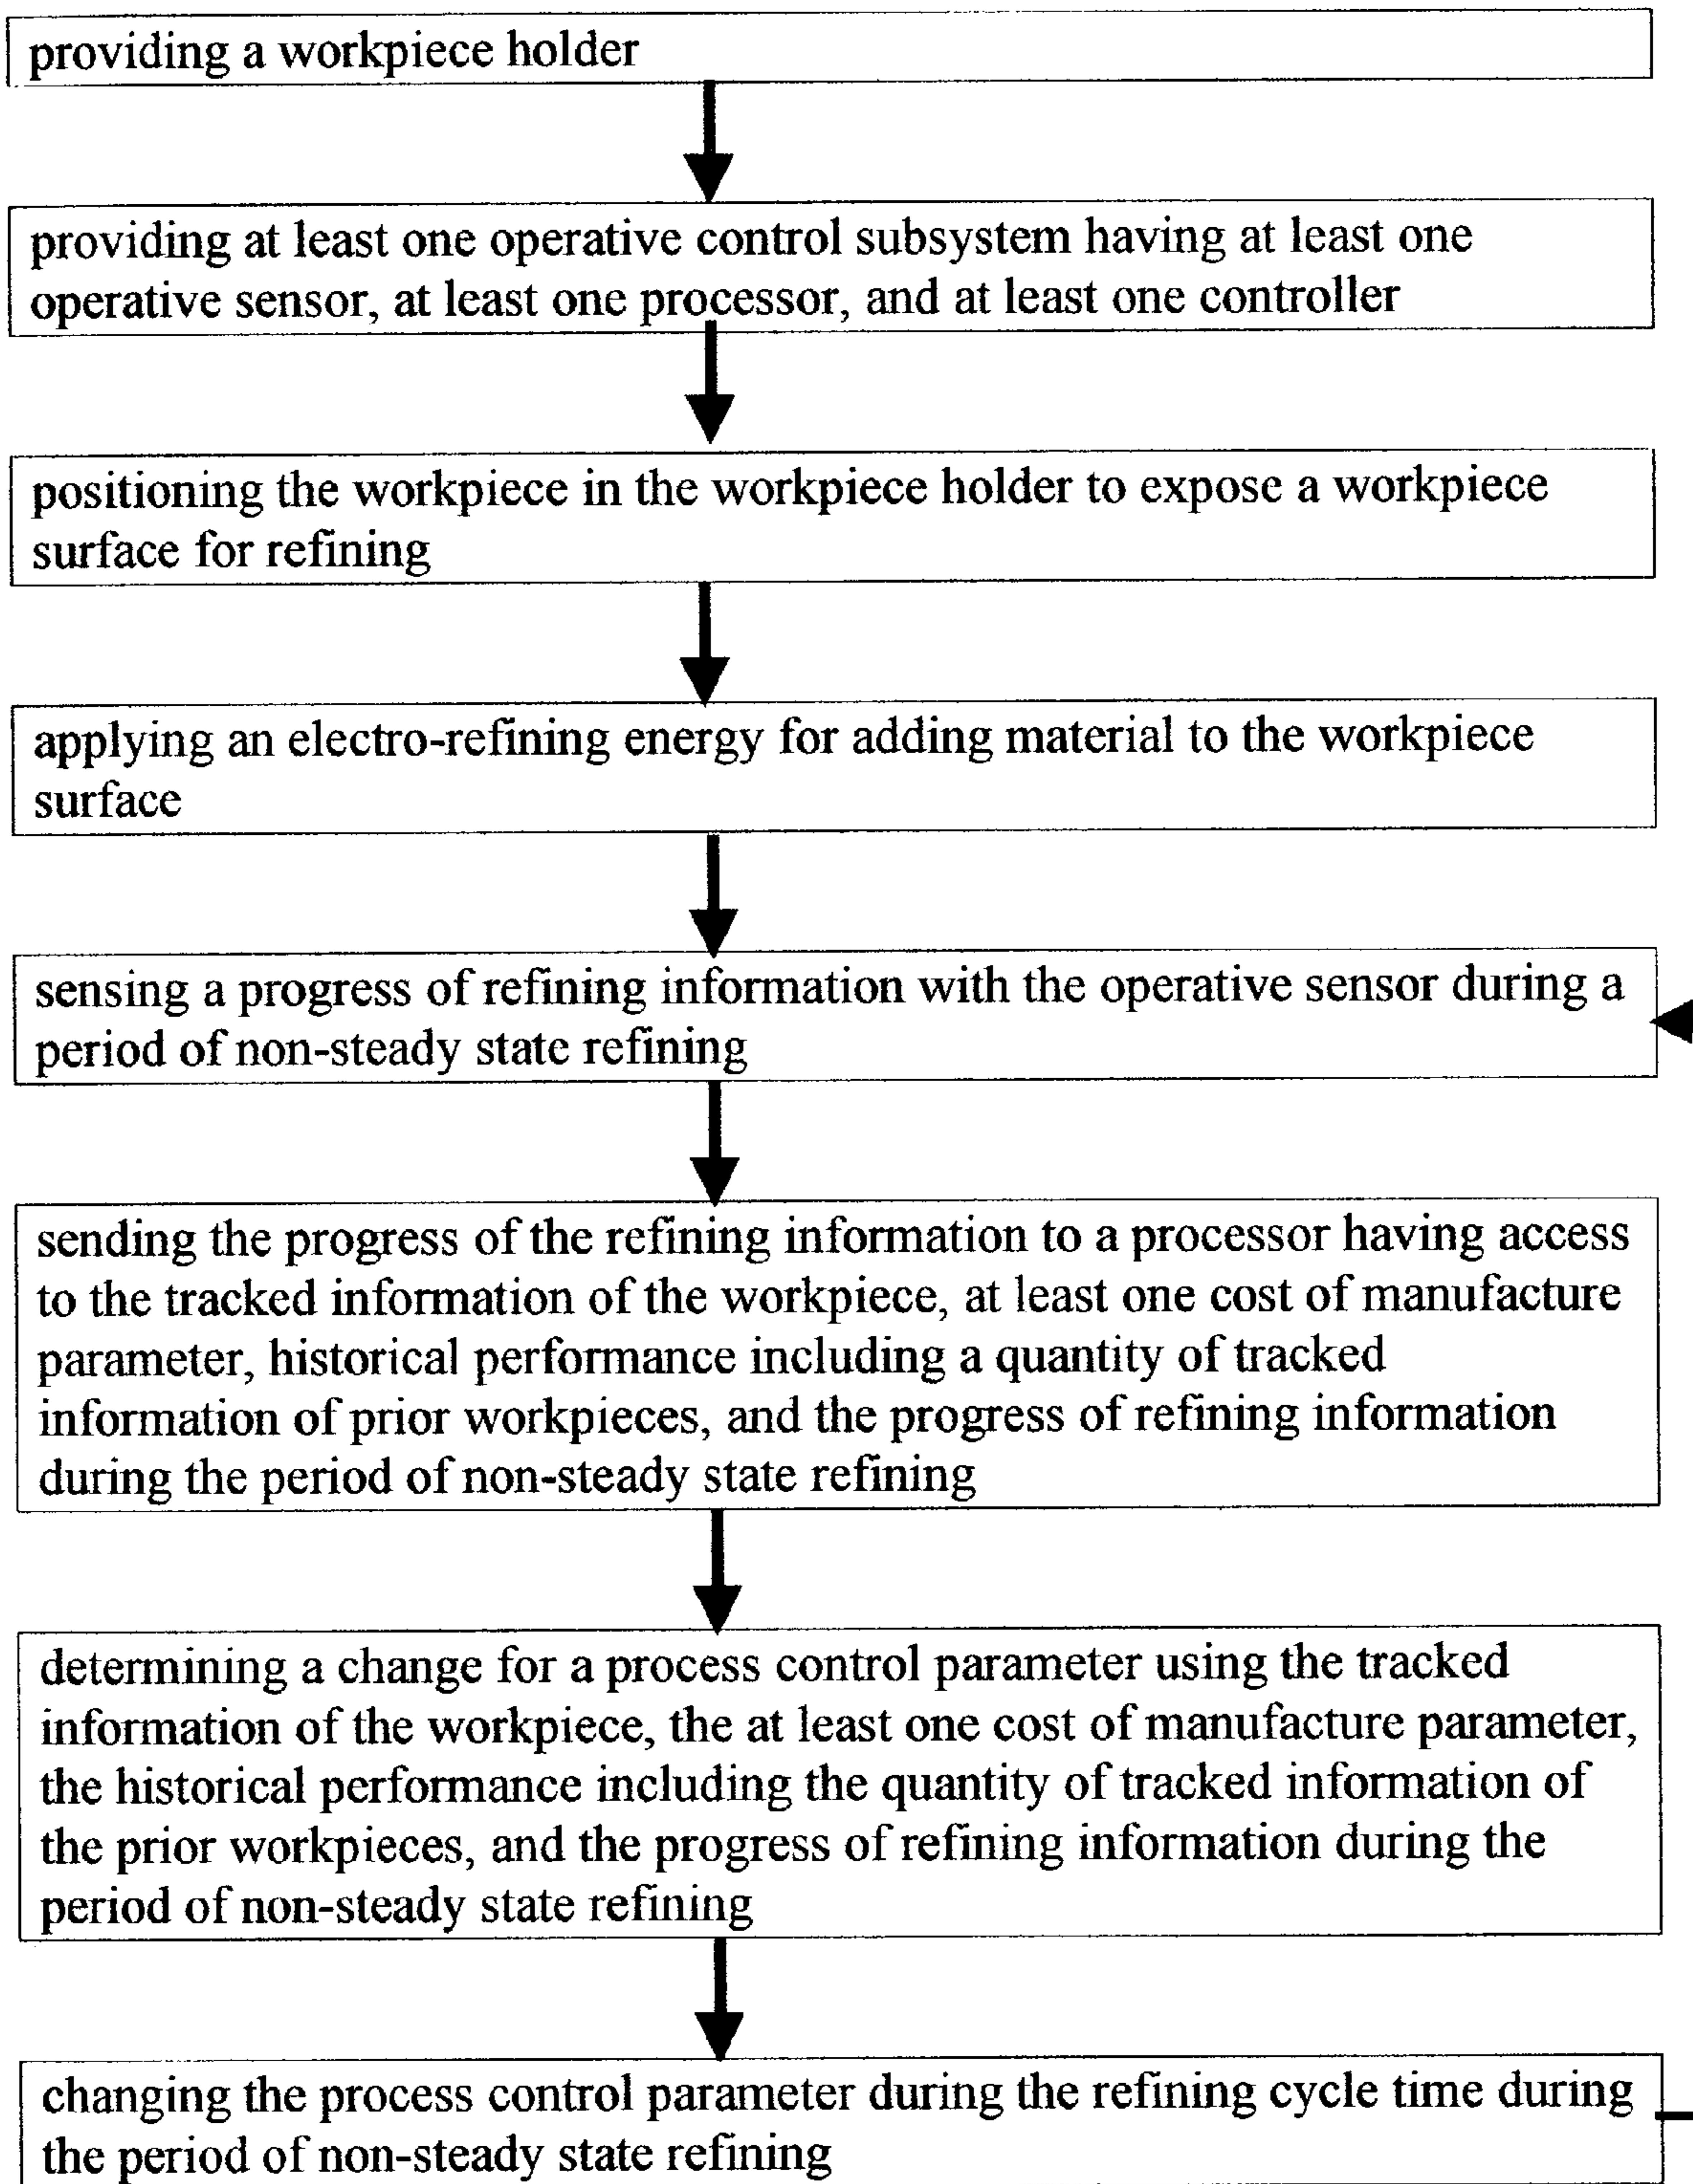 providing a workpiece holder
providing at least one operative control subsystem having at least one
operative sensor, at least one processor, and at least one controller
positioning the workpiece in the workpiece holder to expose a workpiece
surface for refining
applying an electro-refining energy for adding material to the workpiece
surface
sensing a progress of refining information with the operative sensor during a
period of non-steady state refining
sending the progress of the refining information to a processor having access
to the tracked information of the workpiece, at least one cost of manufacture
parameter, historical performance including a quantity of tracked
information of prior workpieces, and the progress of refining information
during the period of non-steady state refining
determining a change for a process control parameter using the tracked
information of the workpiece, the at least one cost of manufacture parameter,
the historical performance including the quantity of tracked information of
the prior workpieces, and the progress of refining information during the
period of non-steady state refining
changing the process control parameter during the refining cycle time during
the period of non-steady state refining